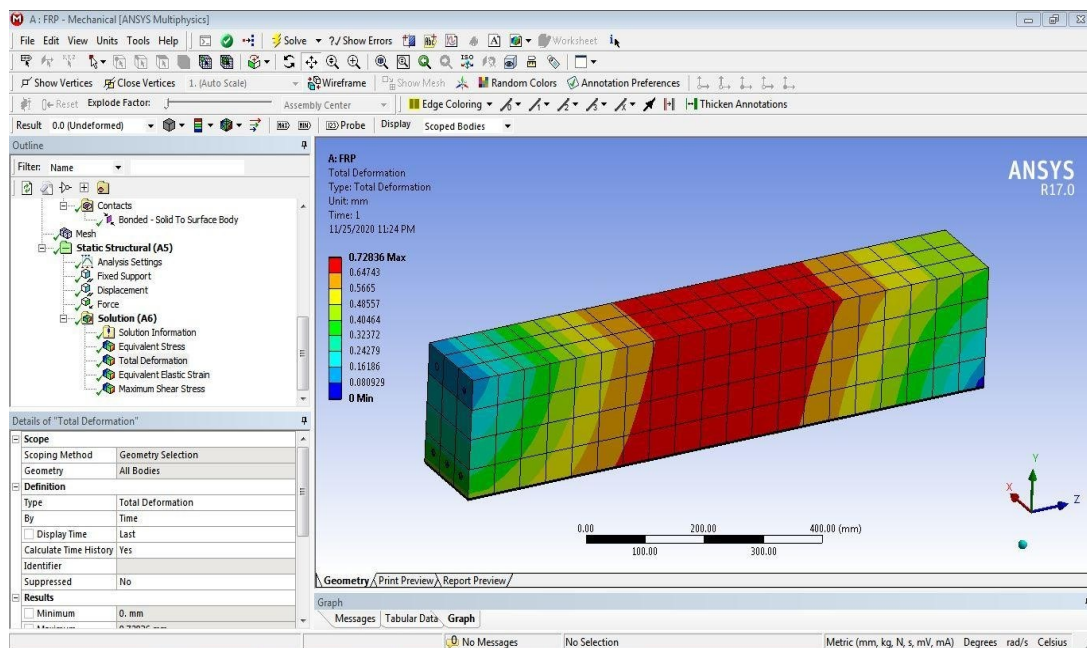 A : FRP - Mechanical [ANSYS Multiphysics]
File Edit View Units Tools Help Solve ?/ Show Errors A Worksheet
ISO
Show Vertices Close Vertices 1. (Auto Scale) Wireframe Show Mesh Random Colors Annotation Preferences
Reset Explode Factor: Assembly Center Edge Coloring Thicken Annotations
Result 0.0 (Undeformed) MAX MIN Probe Display Scoped Bodies
Outline
Filter: Name
Contacts
Bonded - Solid To Surface Body
Mesh
Static Structural (A5)
Analysis Settings
Fixed Support
Displacement
Force
Solution (A6)
Solution Information
Equivalent Stress
Total Deformation
Equivalent Elastic Strain
Maximum Shear Stress
Details of "Total Deformation"
Scope
Scoping Method Geometry Selection
Geometry All Bodies
Definition
Type Total Deformation
By Time
Display Time Last
Calculate Time History Yes
Identifier
Suppressed No
Results
Minimum 0. mm
Maximum 0.72836 mm
A: FRP
Total Deformation
Type: Total Deformation
Unit: mm
Time: 1
11/25/2020 11:24 PM
0.72836 Max
0.64743
0.5665
0.48557
0.40464
0.32372
0.24279
0.16186
0.080929
0 Min
ANSYS
R17.0
Y
X
Z
0.00 200.00 400.00 (mm)
100.00 300.00
Geometry Print Preview Report Preview
Graph
Messages Tabular Data Graph
No Messages No Selection Metric (mm, kg, N, s, mV, mA) Degrees rad/s Celsius